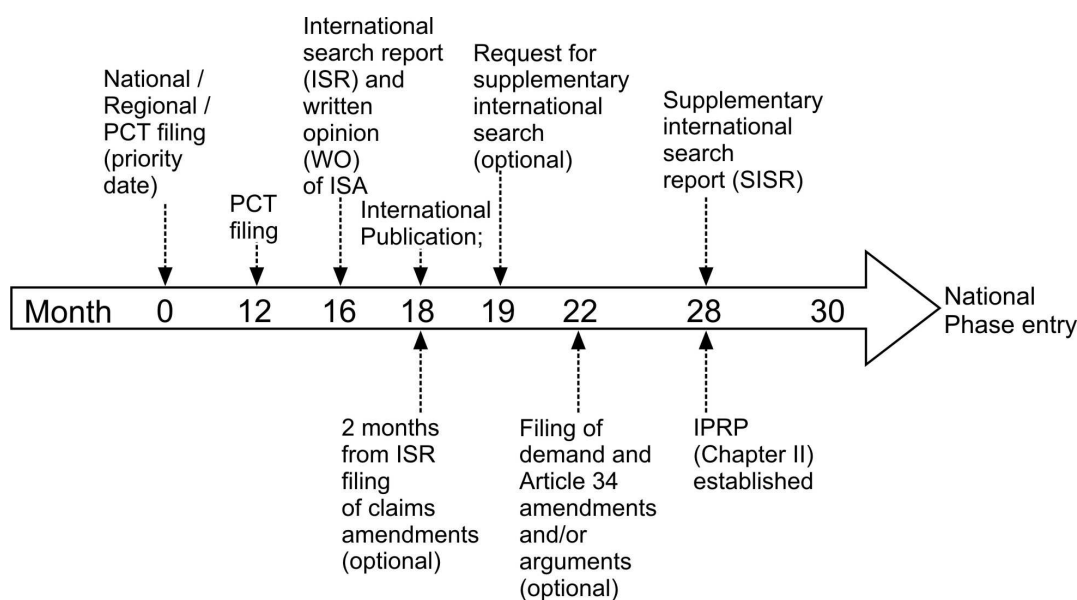 National /
Regional /
PCT filing
(priority
date)
PCT
filing
International
search report
(ISR) and
written
opinion
(WO)
of ISA
International
Publication;
Request for
supplementary
international
search
(optional)
Supplementary
international
search
report (SISR)
Month 0 12 16 18 19 22 28 30
National
Phase entry
2 months
from ISR
filing
of claims
amendments
(optional)
Filing of
demand and
Article 34
amendments
and/or
arguments
(optional)
IPRP
(Chapter II)
established